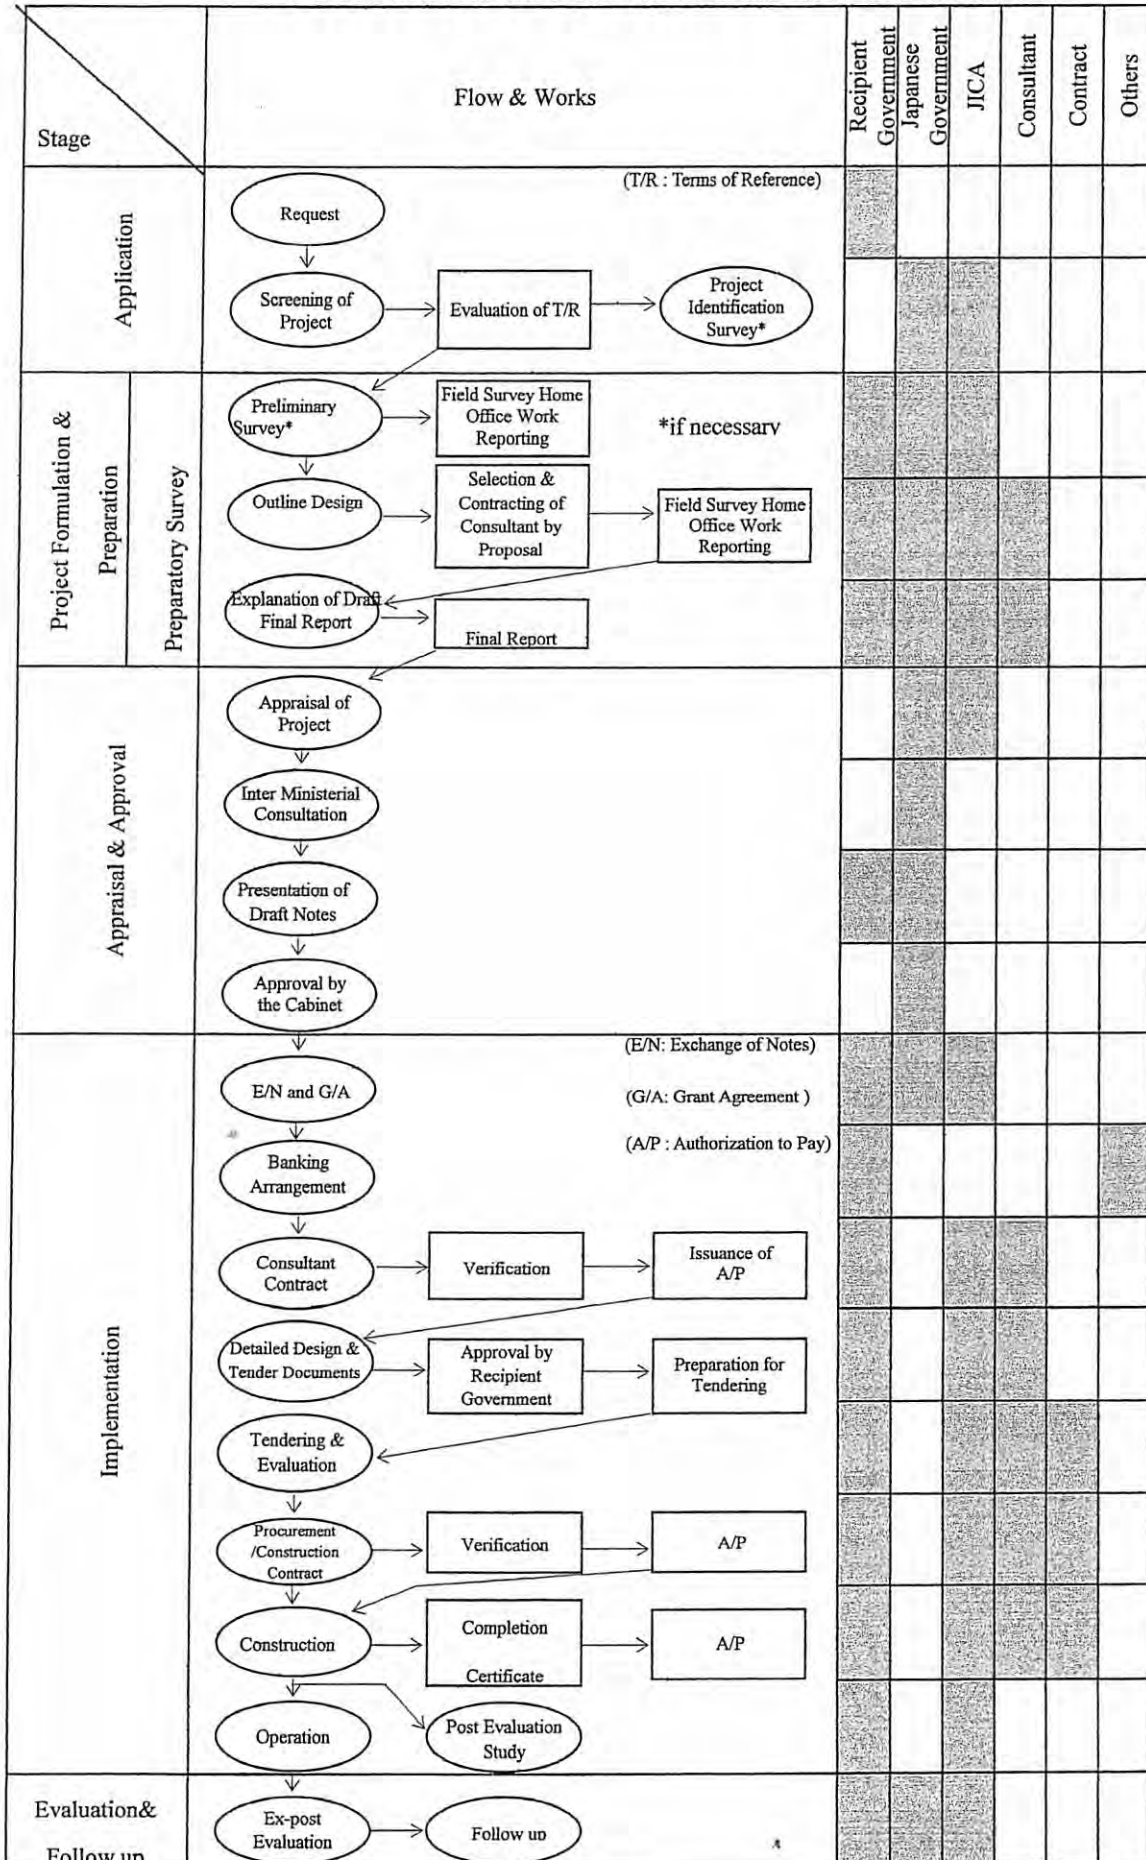 Stage
Flow & Works
Recipient
Government
Japanese
Government
JICA
Consultant
Contract
Others
Application
(T/R : Terms of Reference)
Request
Screening of
Project
Evaluation of T/R
Project
Identification
Survey*
Project Formulation &
Preparation
Preparatory Survey
Preliminary
Survey*
Field Survey Home
Office Work
Reporting
*if necessary
Outline Design
Selection &
Contracting of
Consultant by
Proposal
Field Survey Home
Office Work
Reporting
Explanation of Draft
Final Report
Final Report
Appraisal & Approval
Appraisal of
Project
Inter Ministerial
Consultation
Presentation of
Draft Notes
Approval by
the Cabinet
Implementation
(E/N: Exchange of Notes)
E/N and G/A
(G/A: Grant Agreement )
(A/P : Authorization to Pay)
Banking
Arrangement
Consultant
Contract
Verification
Issuance of
A/P
Detailed Design &
Tender Documents
Approval by
Recipient
Government
Preparation for
Tendering
Tendering &
Evaluation
Procurement
/Construction
Contract
Verification
A/P
Construction
Completion
Certificate
A/P
Operation
Post Evaluation
Study
Evaluation&
Follow up
Ex-post
Evaluation
Follow up